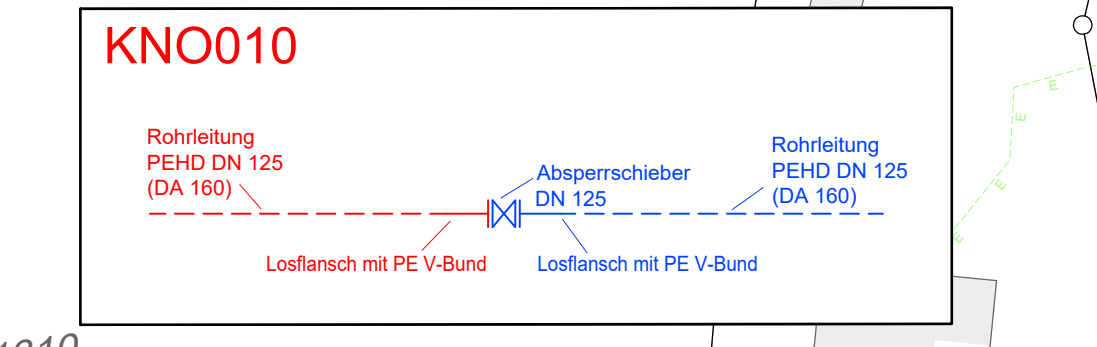 KNO010
Rohrleitung
PEHD DN 125
(DA 160)
Absperrschieber
DN 125
Rohrleitung
PEHD DN 125
(DA 160)
Losflansch mit PE V-Bund
Losflansch mit PE V-Bund
E
E
E
E